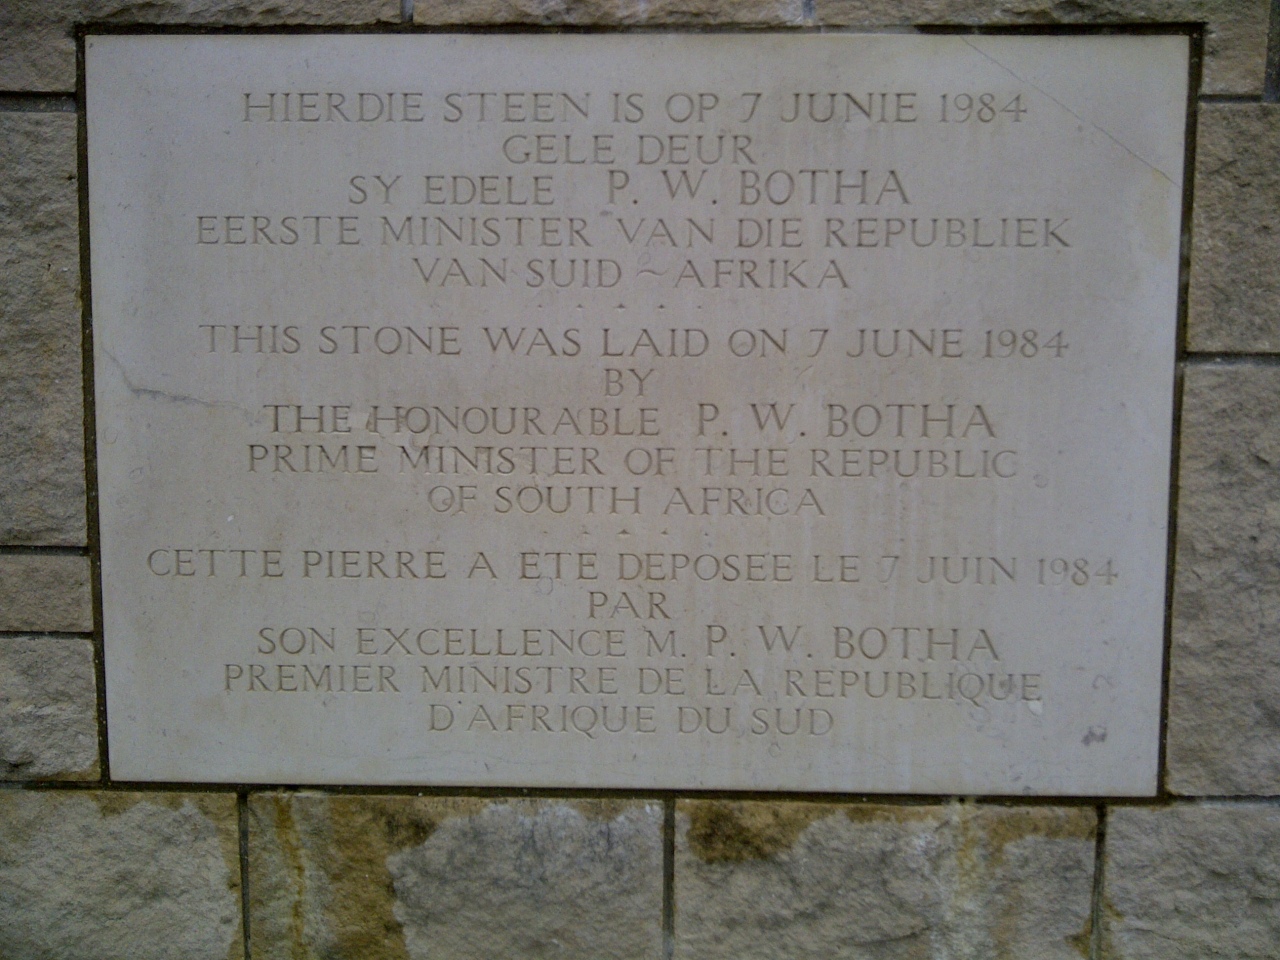 HIERDIE STEEN IS OP 7 JUNIE 1984
GELE DEUR
SY EDELE P. W. BOTHA
EERSTE MINISTER VAN DIE REPUBLIEK
VAN SUID ~ AFRIKA
THIS STONE WAS LAID ON 7 JUNE 1984
BY
THE HONOURABLE P. W. BOTHA
PRIME MINISTER OF THE REPUBLIC
OF SOUTH AFRICA
CETTE PIERRE A ETE DEPOSEE LE 7 JUIN 1984
PAR
SON EXCELLENCE M. P. W. BOTHA
PREMIER MINISTRE DE LA REPUBLIQUE
D'AFRIQUE DU SUD